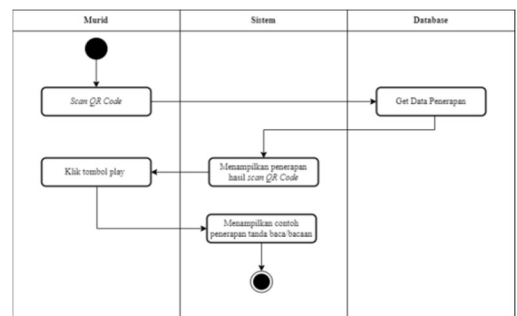 Murid
Sistem
Database
Scan QR Code
Get Data Penerapan
Klik tombol play
Menampilkan penerapan
hasil scan QR Code
Menampilkan contoh
penerapan tanda baca/bacaan